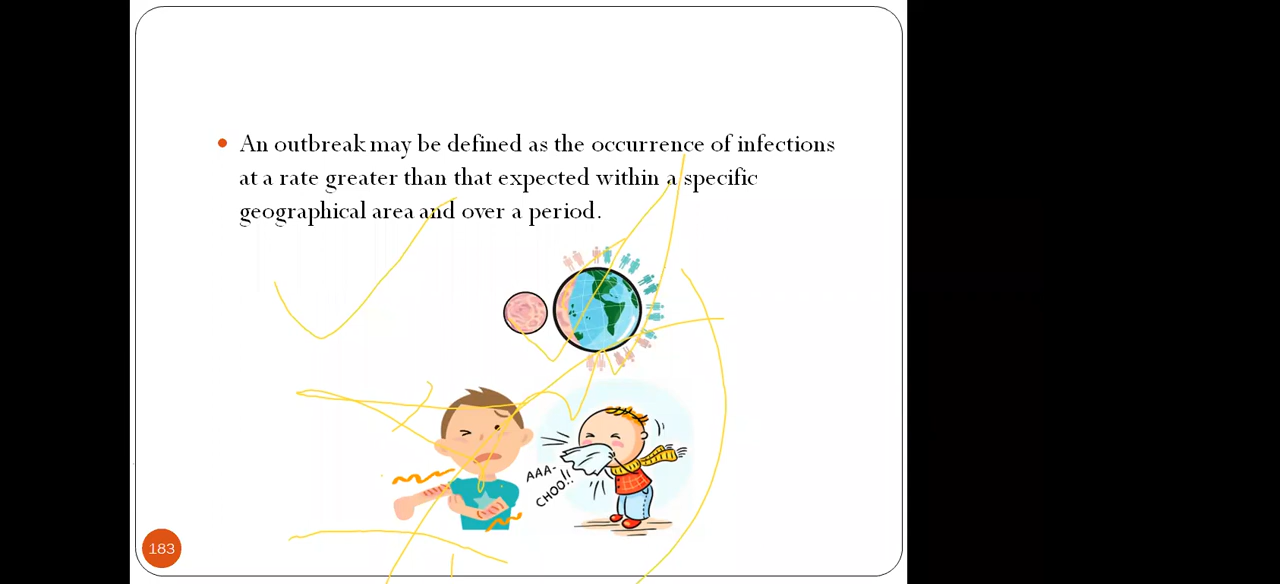 An outbreak may be defined as the occurrence of infections
at a rate greater than that expected within a specific
geographical area and over a period.
AAA-
CHOO!!
183